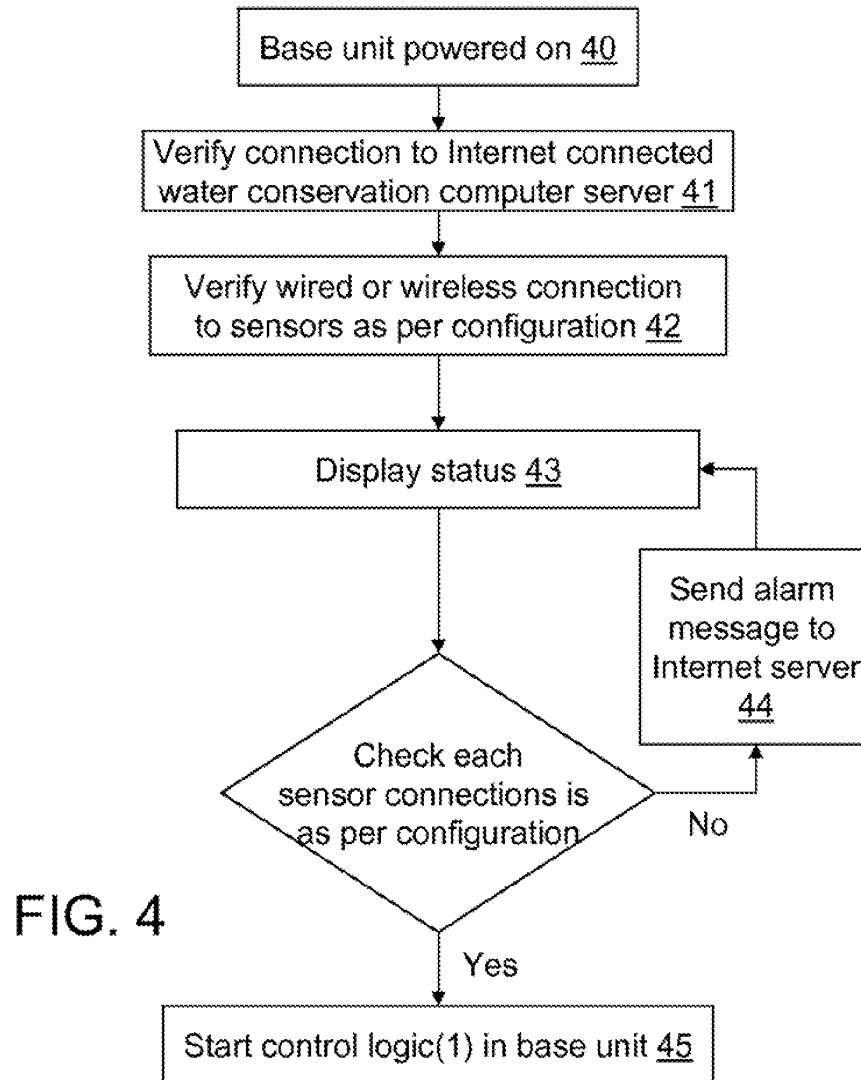 Base unit powered on 40
Verify connection to Internet connected
water conservation computer server 41
Verify wired or wireless connection
to sensors as per configuration 42
Display status 43
Send alarm
message to
Internet server
44
Check each
sensor connections is
as per configuration
No
FIG. 4
Yes
Start control logic(1) in base unit 45